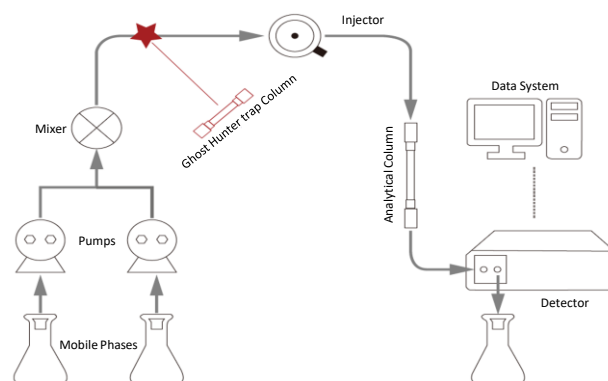 Injector
Data System
Mixer
Ghost Hunter trap Column
Analytical Column
Pumps
Detector
Mobile Phases